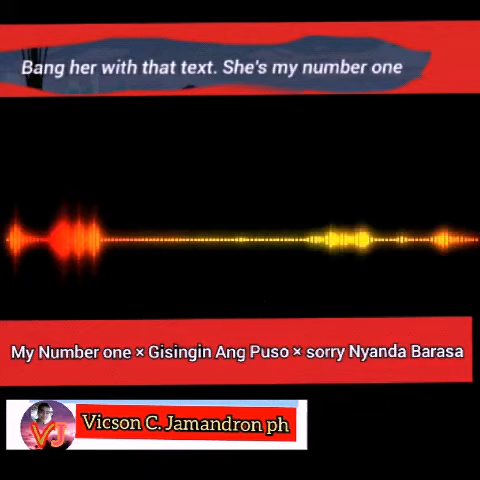 Bang her with that text. She's my number one
My Number one × Gisingin Ang Puso × sorry Nyanda Barasa
VJ
Vicson C. Jamandron ph